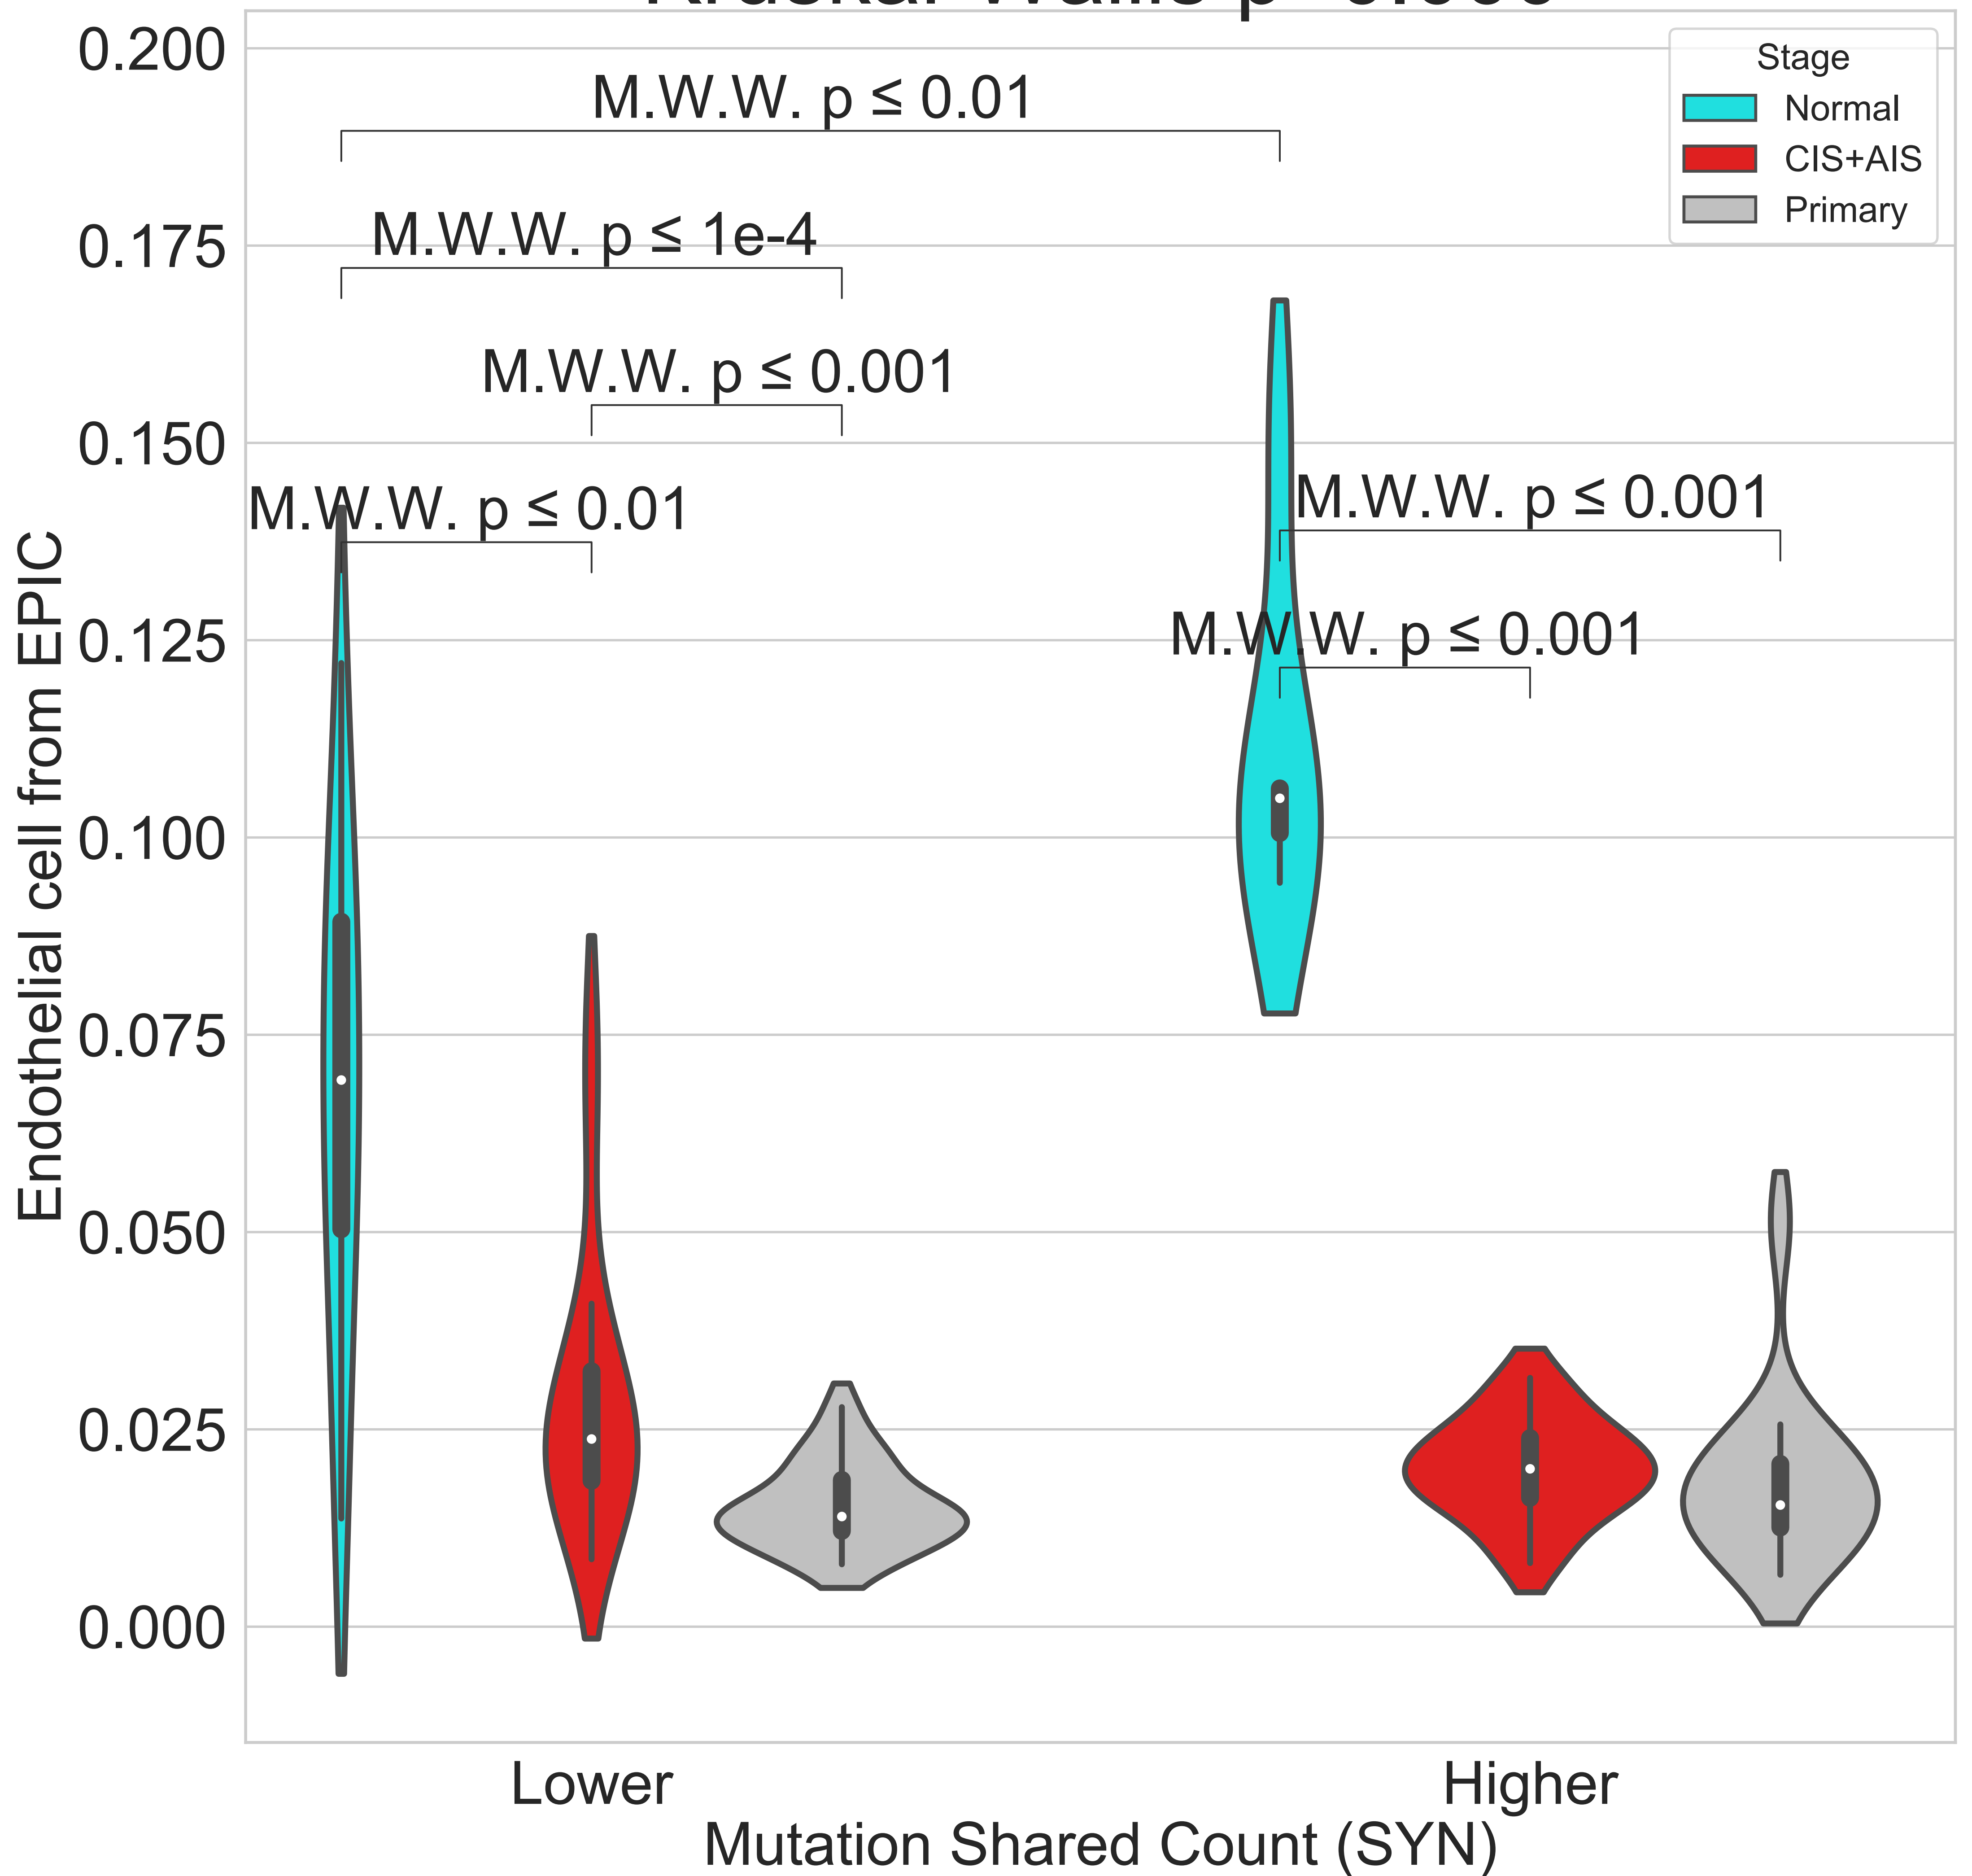 0.200
0.175
0.150
0.125
0.100
0.075
0.050
0.025
0.000
Endothelial cell from EPIC
Stage
Normal
CIS+AIS
Primary
M.W.W. p ≤ 0.01
M.W.W. p ≤ 1e-4
M.W.W. p ≤ 0.001
M.W.W. p ≤ 0.01
M.W.W. p ≤ 0.001
M.W.W. p ≤ 0.001
Lower
Higher
Mutation Shared Count (SYN)